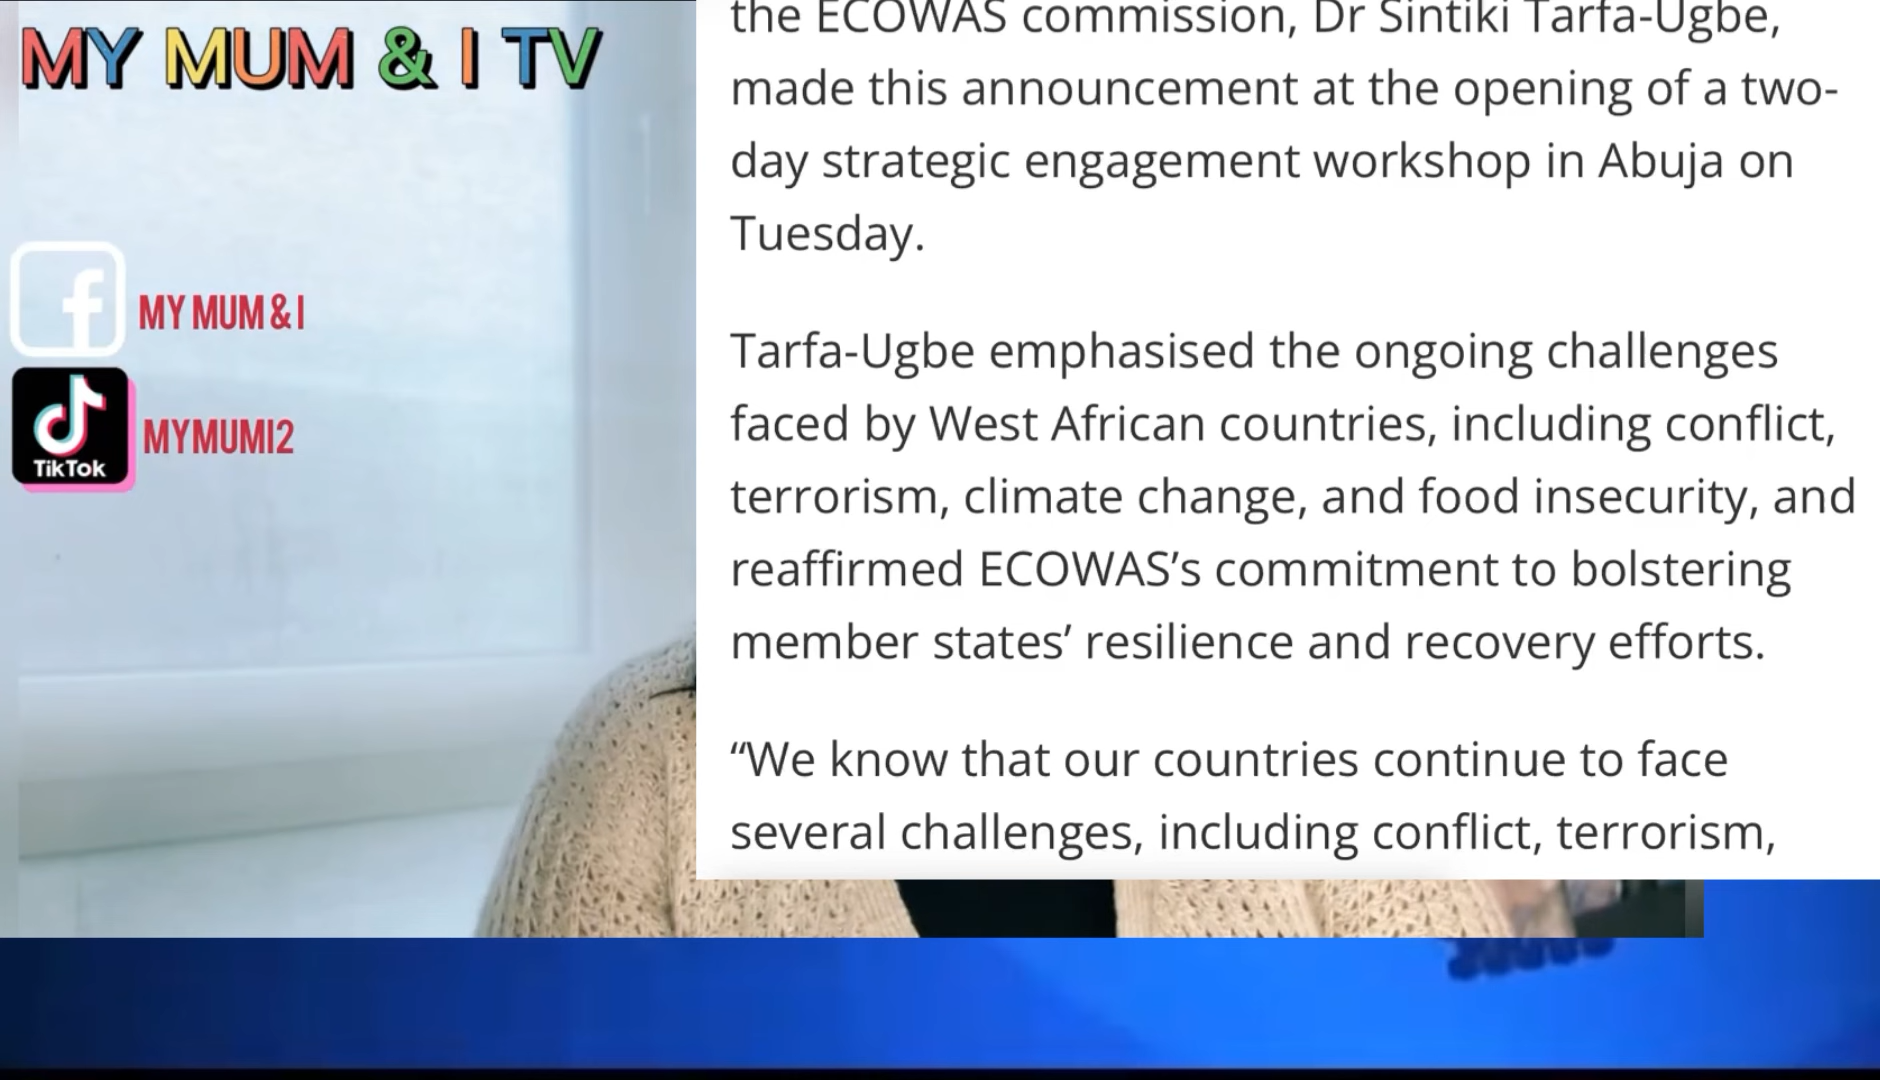 MY MUM & I TV
MY MUM & I
TikTok
MYMUMI2
the ECOWAS commission, Dr Sintiki Tarfa-Ugbe,
made this announcement at the opening of a two-
day strategic engagement workshop in Abuja on
Tuesday.
Tarfa-Ugbe emphasised the ongoing challenges
faced by West African countries, including conflict,
terrorism, climate change, and food insecurity, and
reaffirmed ECOWAS’s commitment to bolstering
member states’ resilience and recovery efforts.
“We know that our countries continue to face
several challenges, including conflict, terrorism,